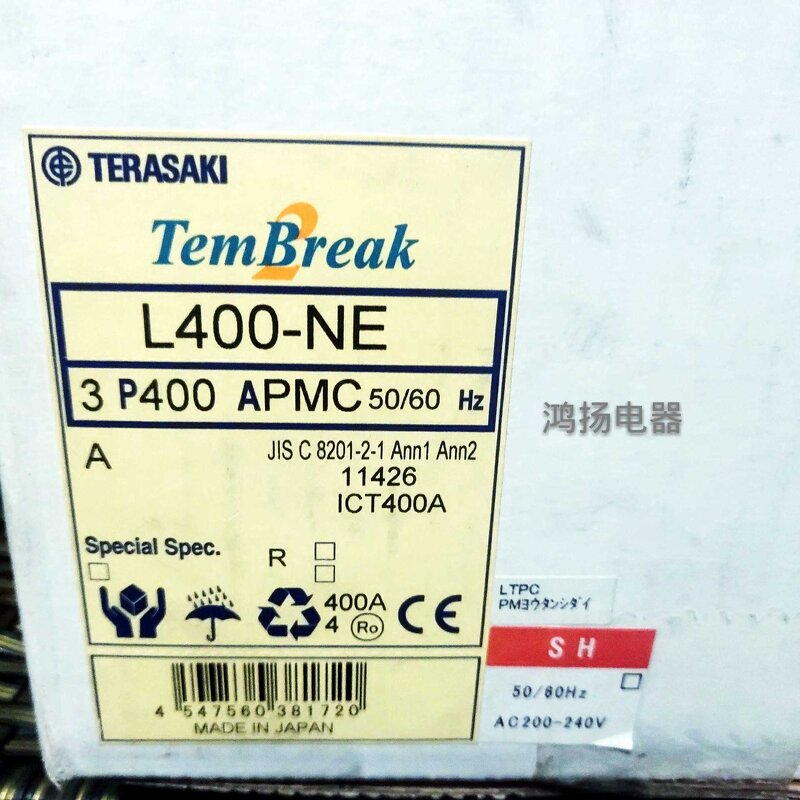 TERASAKI
TemBreak2
L400-NE
3 P400 APMC 50/60 Hz
A
JIS C 8201-2-1 Ann1 Ann2
11426
ICT400A
Special Spec.
R
400A
4 Ro
CE
4 547560 381720
MADE IN JAPAN
LTPC
PMヨウタンシダイ
SH
50/60Hz
AC200-240V
鸿扬电器